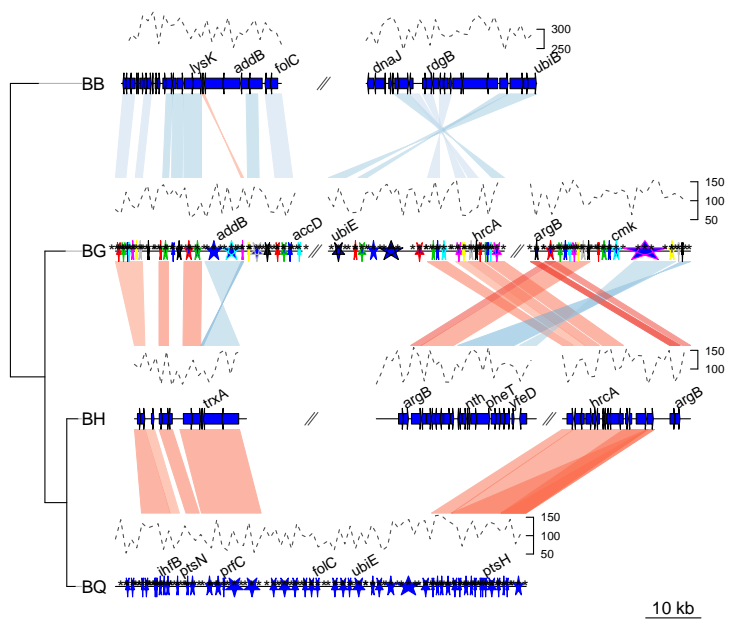 300
250
lysK addB folC dnaJ rdgB ubiB
BB //
150
100
50
addB accD ubiE hrcA argB cmk
BG // //
150
100
trxA argB nth pheT yfeD hrcA argB
BH // //
150
100
50
ihfB ptsN prfC folC ubiE ptsH
BQ
10 kb